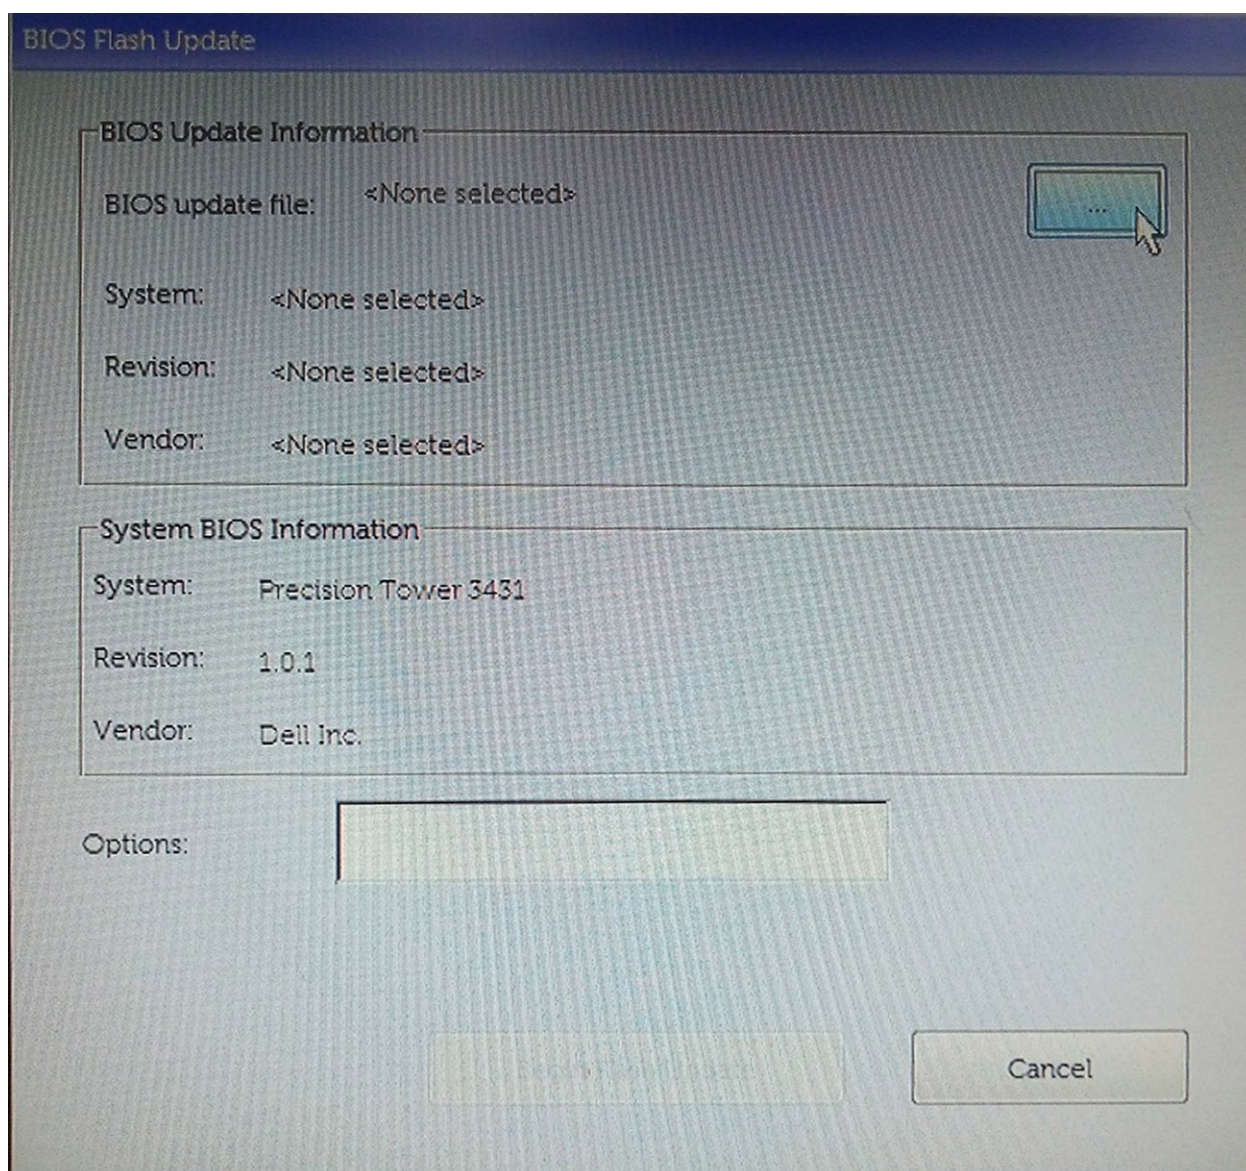 BIOS Flash Update
BIOS Update Information
BIOS update file: <None selected>
...
System: <None selected>
Revision: <None selected>
Vendor: <None selected>
System BIOS Information
System: Precision Tower 3431
Revision: 1.0.1
Vendor: Dell Inc.
Options:
Cancel